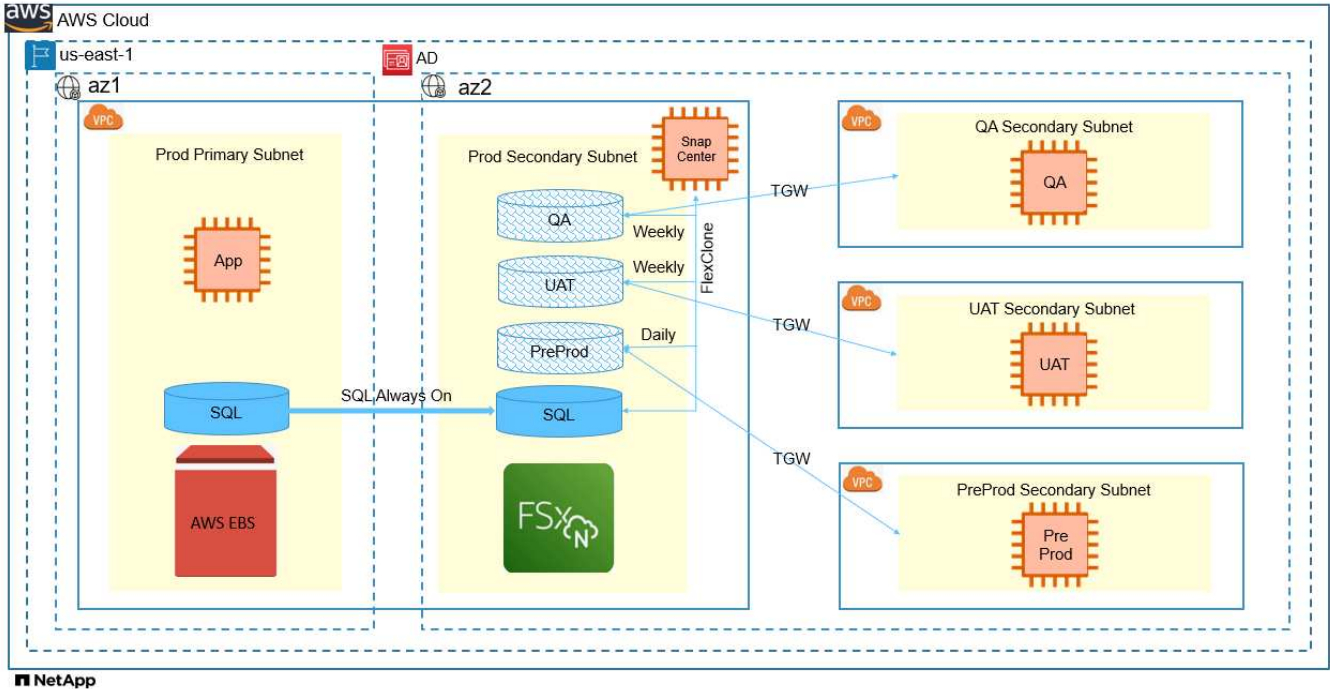 aws
AWS Cloud
us-east-1
AD
az1
az2
VPC
Prod Primary Subnet
App
SQL
AWS EBS
SQL Always On
Prod Secondary Subnet
Snap
Center
QA
Weekly
UAT
Weekly
PreProd
Daily
SQL
FlexClone
FSx
N
TGW
TGW
TGW
VPC
QA Secondary Subnet
QA
VPC
UAT Secondary Subnet
UAT
VPC
PreProd Secondary Subnet
Pre
Prod
NetApp